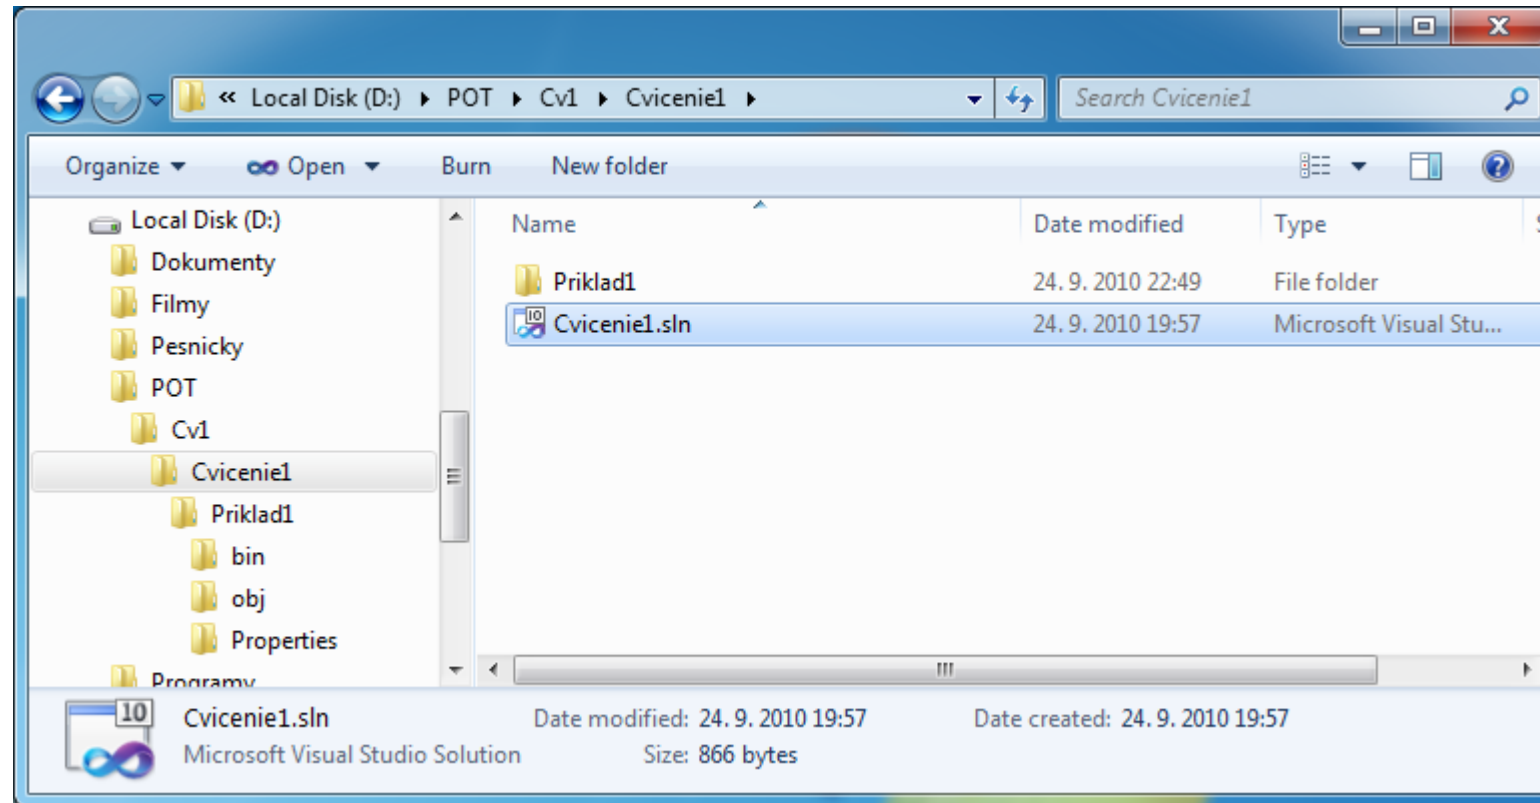 « Local Disk (D:) POT Cv1 Cvicenie1 Search Cvicenie1
Organize Open Burn New folder
Local Disk (D:)
Dokumenty
Filmy
Pesnicky
POT
Cv1
Cvicenie1
Priklad1
bin
obj
Properties
Programy
Name Date modified Type
Priklad1 24. 9. 2010 22:49 File folder
10 Cvicenie1.sln 24. 9. 2010 19:57 Microsoft Visual Stu...
10 Cvicenie1.sln Date modified: 24. 9. 2010 19:57 Date created: 24. 9. 2010 19:57
Microsoft Visual Studio Solution Size: 866 bytes